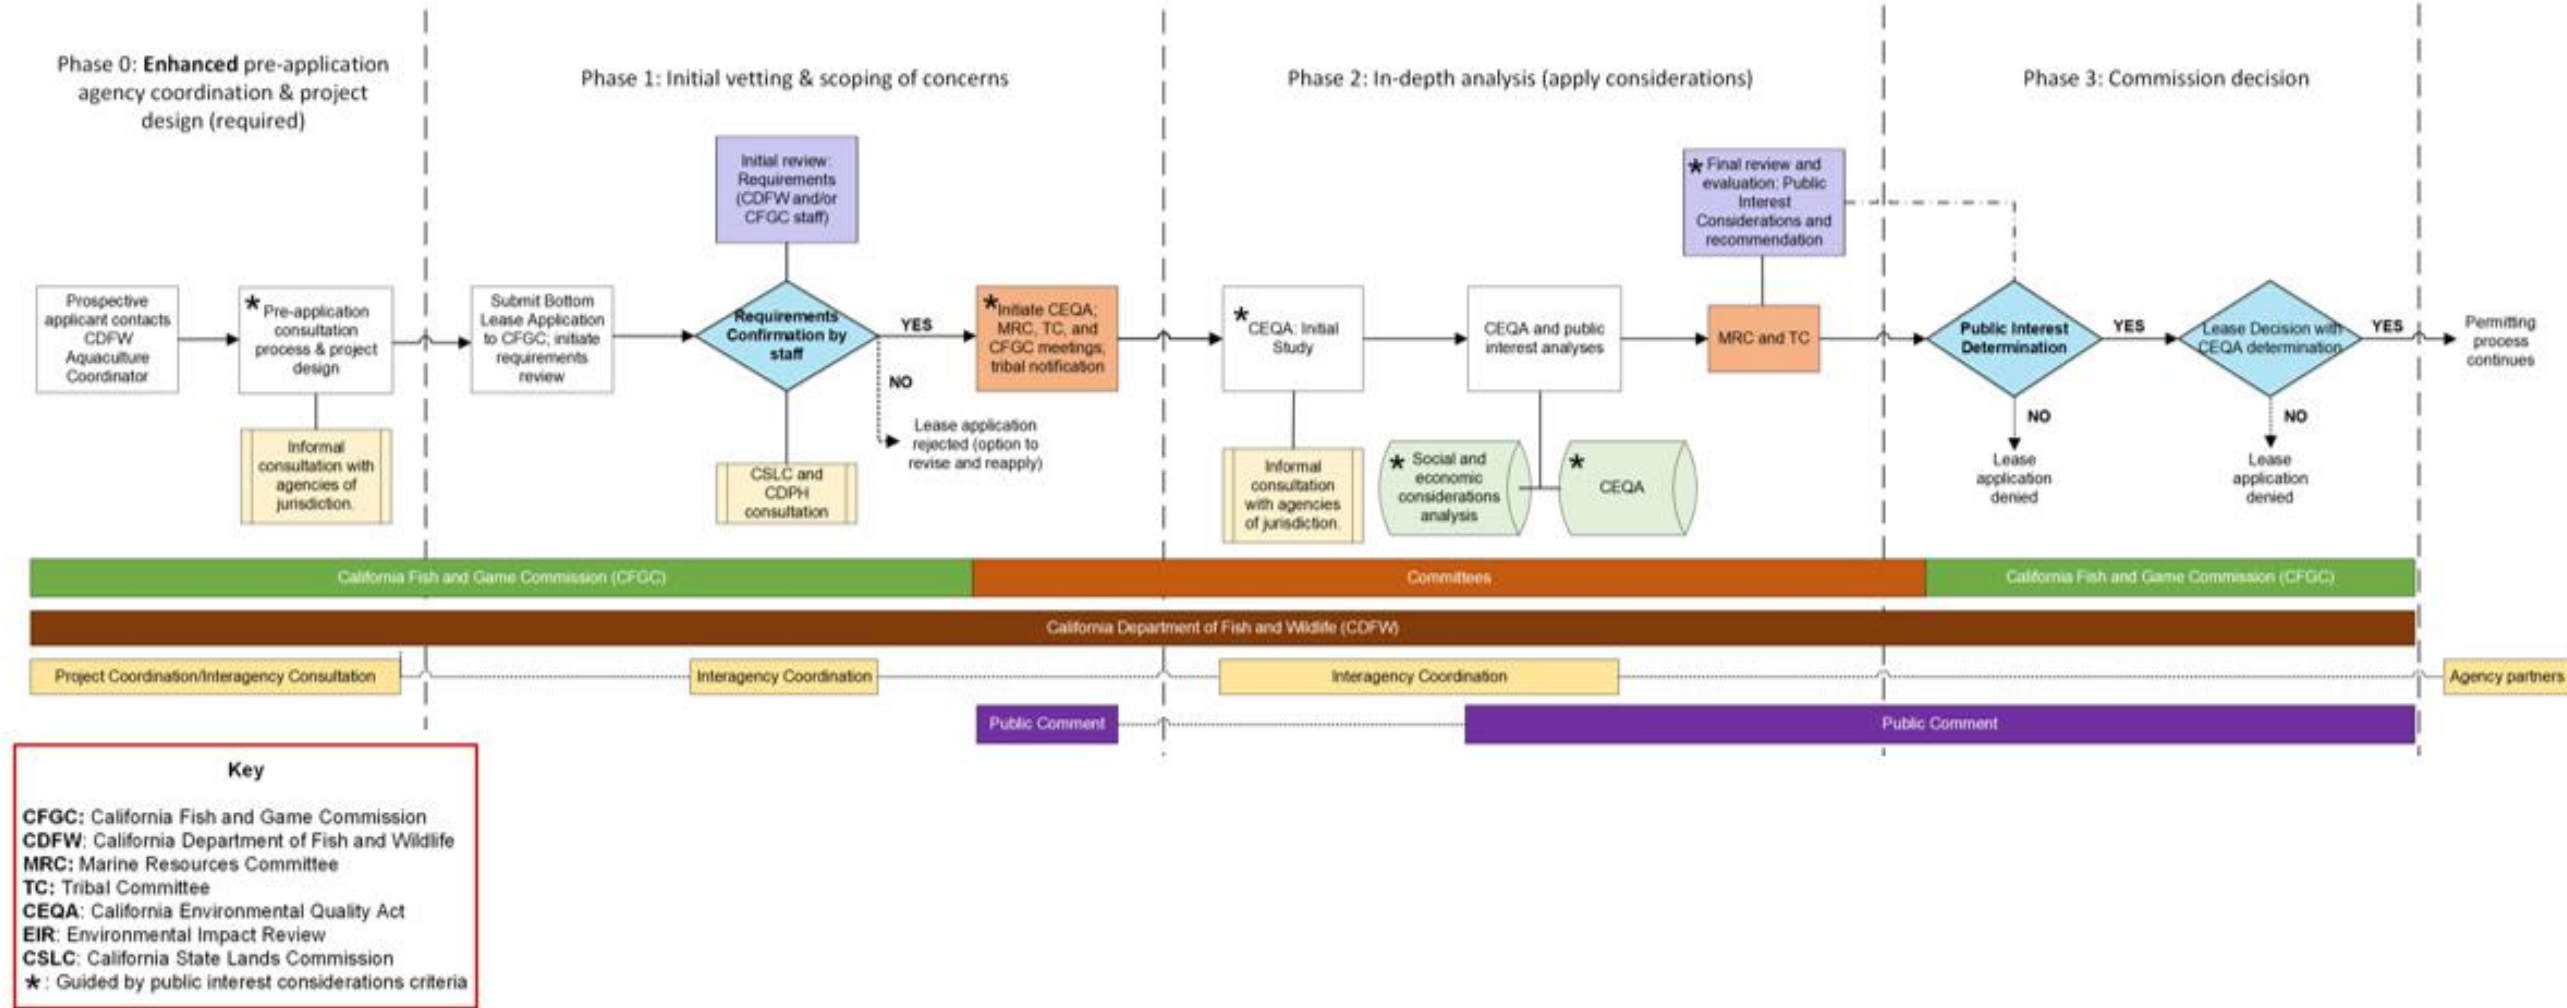 Phase 0: Enhanced pre-application
agency coordination & project
design (required)
Phase 1: Initial vetting & scoping of concerns
Phase 2: In-depth analysis (apply considerations)
Phase 3: Commission decision
Prospective
applicant contacts
CDFW
Aquaculture
Coordinator
* Pre-application
consultation
process & project
design
Informal
consultation with
agencies of
jurisdiction.
Submit Bottom
Lease Application
to CFGC; initiate
requirements
review
Initial review:
Requirements
(CDFW and/or
CFGC staff)
Requirements
Confirmation by
staff
YES
NO
Lease application
rejected (option to
revise and reapply)
CSLC and
CDPH
consultation
* Initiate CEQA;
MRC, TC, and
CFGC meetings,
tribal notification
* CEQA: Initial
Study
Informal
consultation
with agencies
of jurisdiction.
CEQA and public
interest analyses
* Social and
economic
considerations
analysis
*
CEQA
* Final review and
evaluation: Public
Interest
Considerations and
recommendation
MRC and TC
Public Interest
Determination
YES
NO
Lease
application
denied
Lease Decision with
CEQA determination
YES
NO
Lease
application
denied
Permitting
process
continues
California Fish and Game Commission (CFGC)
Committees
California Fish and Game Commission (CFGC)
California Department of Fish and Wildlife (CDFW)
Project Coordination/Interagency Consultation
Interagency Coordination
Interagency Coordination
Agency partners
Public Comment
Public Comment
Key
CFGC: California Fish and Game Commission
CDFW: California Department of Fish and Wildlife
MRC: Marine Resources Committee
TC: Tribal Committee
CEQA: California Environmental Quality Act
EIR: Environmental Impact Review
CSLC: California State Lands Commission
* : Guided by public interest considerations criteria